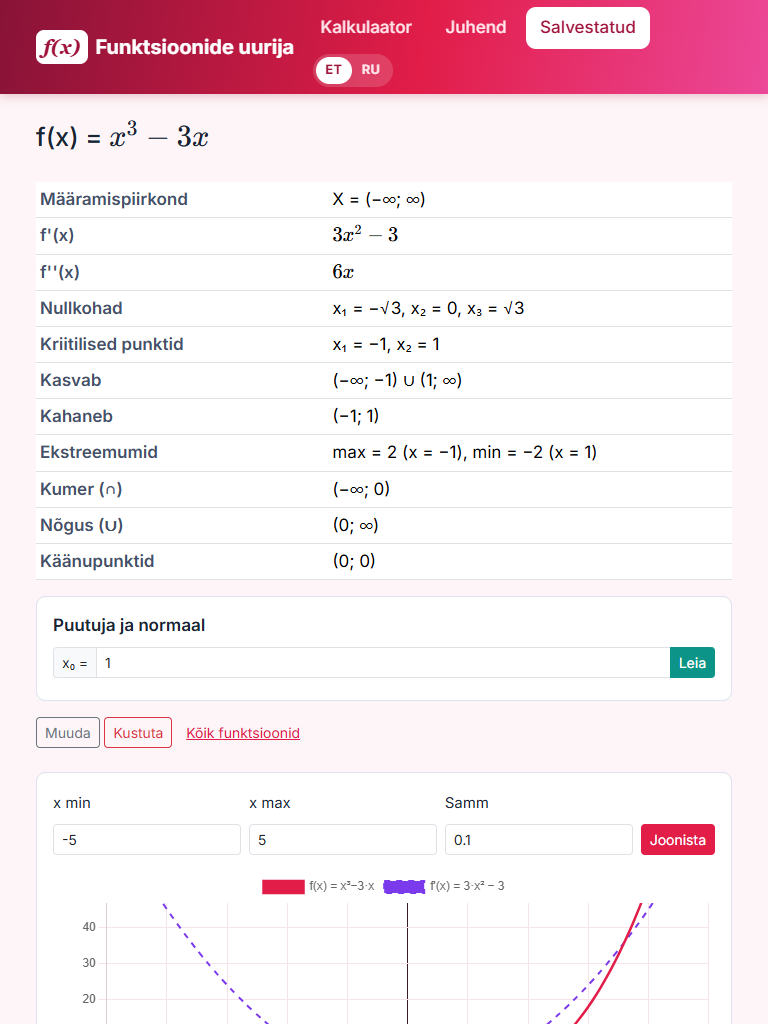 f(x) Funktsioonide uurija
Kalkulaator Juhend Salvestatud
ET RU
f(x) = x³ − 3x
Määramispiirkond X = (−∞; ∞)
f'(x) 3x² − 3
f''(x) 6x
Nullkohad x₁ = −√3, x₂ = 0, x₃ = √3
Kriitilised punktid x₁ = −1, x₂ = 1
Kasvab (−∞; −1) ∪ (1; ∞)
Kahaneb (−1; 1)
Ekstreemumid max = 2 (x = −1), min = −2 (x = 1)
Kumer (∩) (−∞; 0)
Nõgus (∪) (0; ∞)
Käänupunktid (0; 0)
Puutuja ja normaal
x₀ = 1 Leia
Muuda Kustuta Kõik funktsioonid
x min x max Samm
-5 5 0.1 Joonista
f(x) = x³−3·x f'(x) = 3·x² − 3
40
30
20